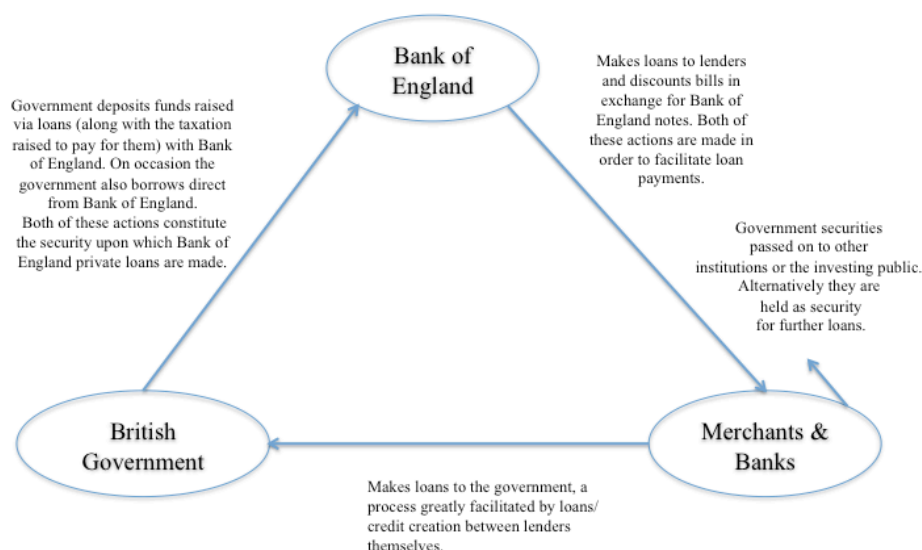 Bank of
England
Makes loans to lenders
and discounts bills in
exchange for Bank of
England notes. Both of
these actions are made in
order to facilitate loan
payments.
Government deposits funds raised
via loans (along with the taxation
raised to pay for them) with Bank
of England. On occasion the
government also borrows direct
from Bank of England.
Both of these actions constitute
the security upon which Bank of
England private loans are made.
Government securities
passed on to other
institutions or the investing public.
Alternatively they are
held as security
for further loans.
British
Government
Merchants &
Banks
Makes loans to the government, a
process greatly facilitated by loans/
credit creation between lenders
themselves.